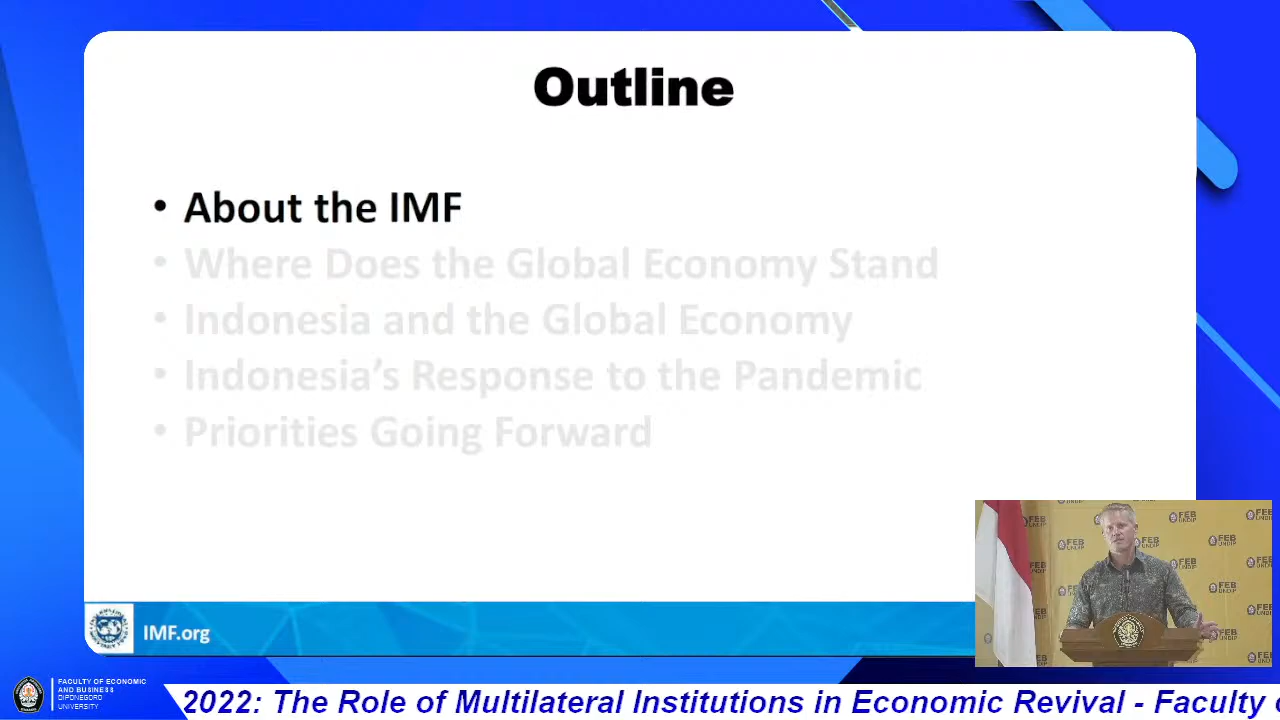 Outline
• About the IMF
• Where Does the Global Economy Stand
• Indonesia and the Global Economy
• Indonesia's Response to the Pandemic
• Priorities Going Forward
IMF.org
FEB
UNDIP
FACULTY OF ECONOMIC
AND BUSINESS
DIPONEGORO
UNIVERSITY
2022: The Role of Multilateral Institutions in Economic Revival - Faculty